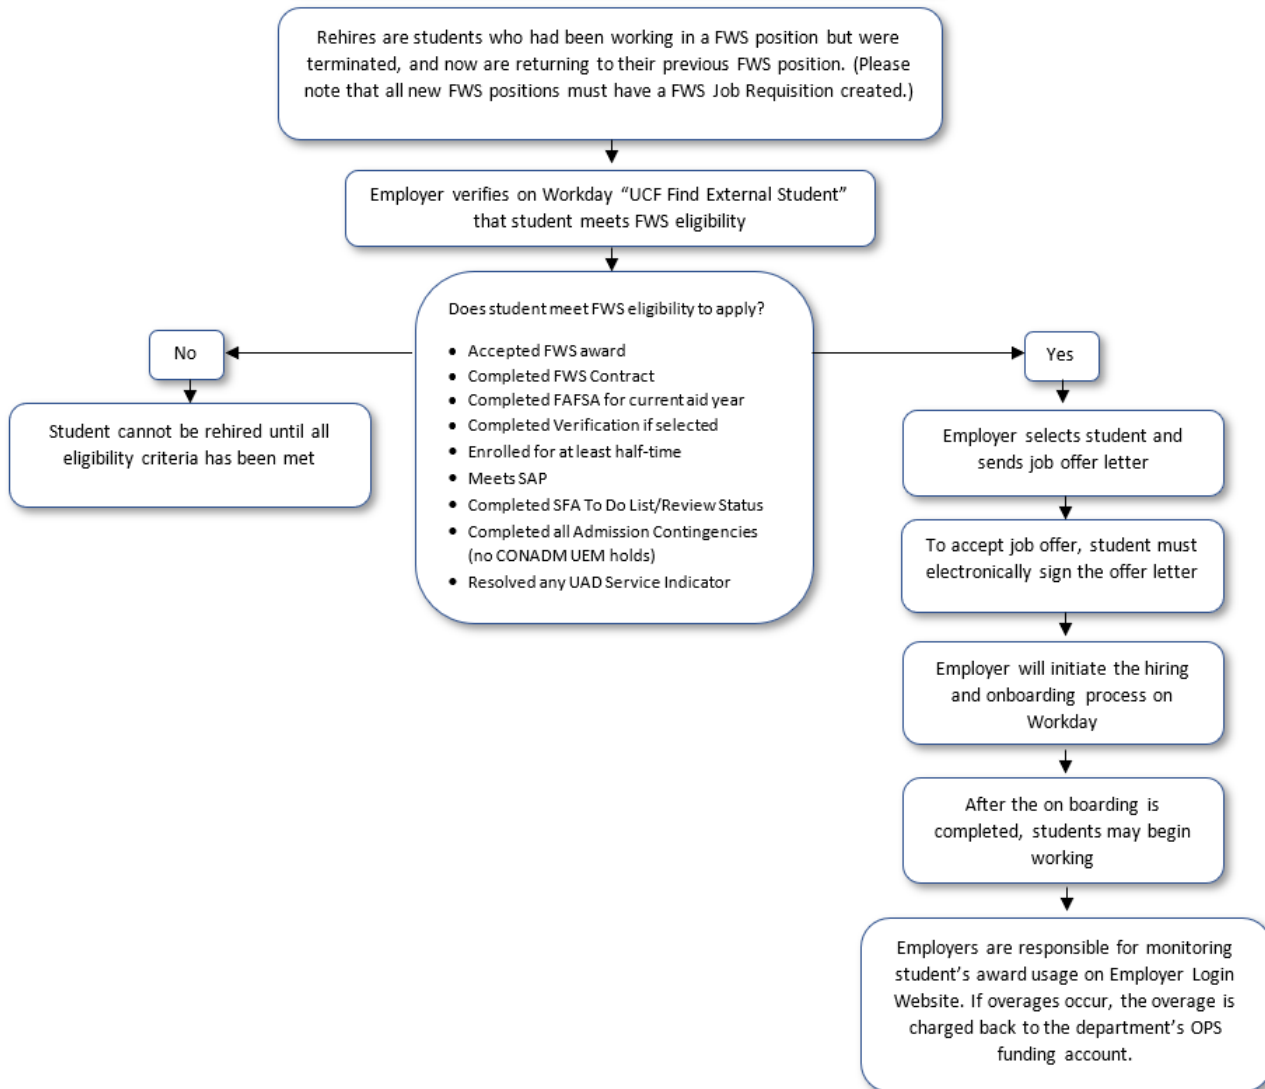 Rehires are students who had been working in a FWS position but were
terminated, and now are returning to their previous FWS position. (Please
note that all new FWS positions must have a FWS Job Requisition created.)
Employer verifies on Workday “UCF Find External Student”
that student meets FWS eligibility
Does student meet FWS eligibility to apply?
• Accepted FWS award
• Completed FWS Contract
• Completed FAFSA for current aid year
• Completed Verification if selected
• Enrolled for at least half-time
• Meets SAP
• Completed SFA To Do List/Review Status
• Completed all Admission Contingencies
(no CONADM UEM holds)
• Resolved any UAD Service Indicator
No
Student cannot be rehired until all
eligibility criteria has been met
Yes
Employer selects student and
sends job offer letter
To accept job offer, student must
electronically sign the offer letter
Employer will initiate the hiring
and onboarding process on
Workday
After the on boarding is
completed, students may begin
working
Employers are responsible for monitoring
student’s award usage on Employer Login
Website. If overages occur, the overage is
charged back to the department’s OPS
funding account.